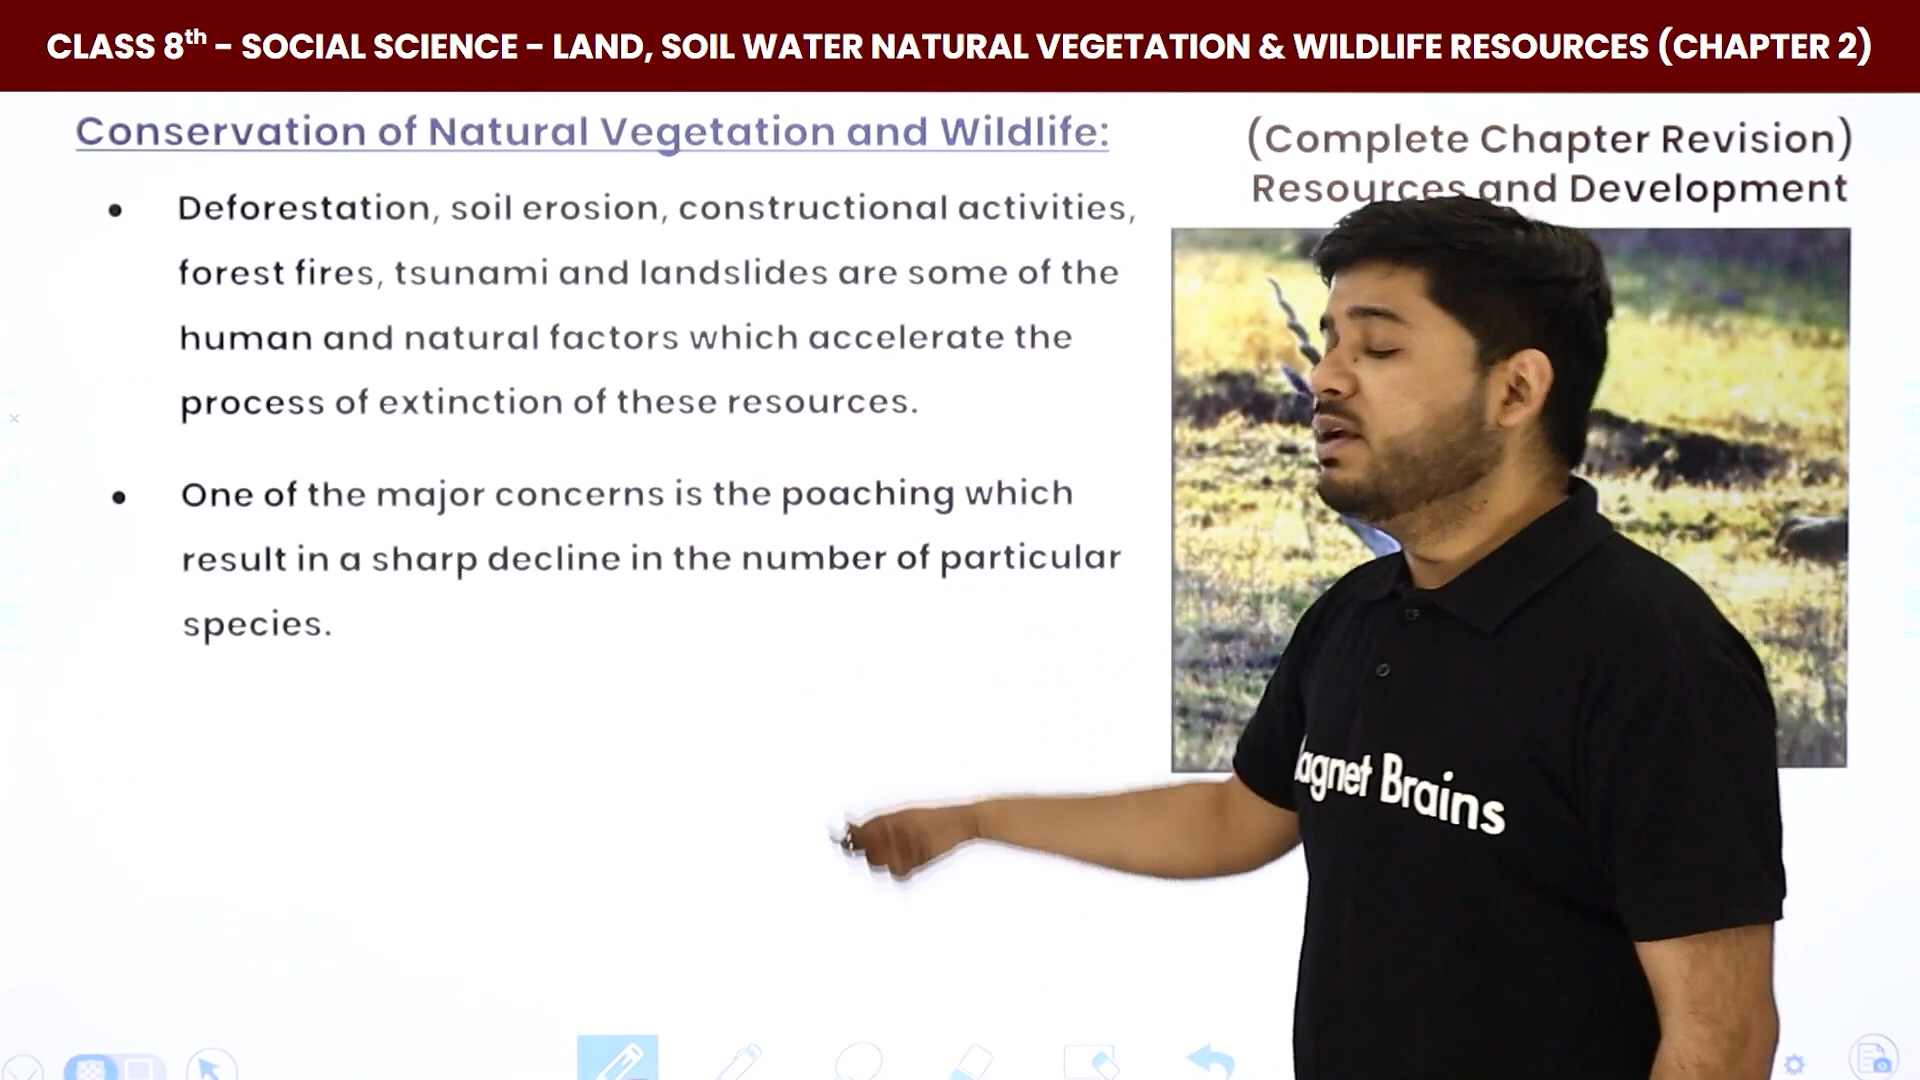 CLASS 8th - SOCIAL SCIENCE - LAND, SOIL WATER NATURAL VEGETATION & WILDLIFE RESOURCES (CHAPTER 2)
Conservation of Natural Vegetation and Wildlife:
(Complete Chapter Revision)
Resources and Development
• Deforestation, soil erosion, constructional activities,
forest fires, tsunami and landslides are some of the
human and natural factors which accelerate the
process of extinction of these resources.
• One of the major concerns is the poaching which
result in a sharp decline in the number of particular
species.
agnet Brains